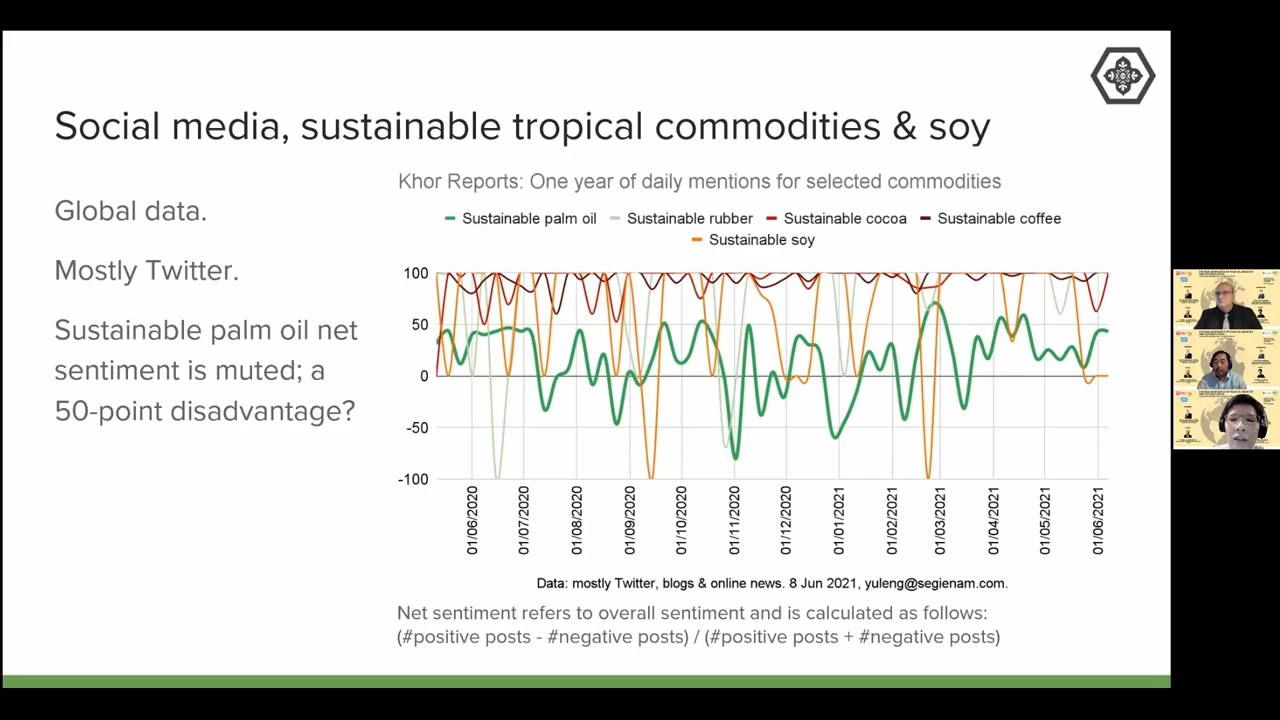 Social media, sustainable tropical commodities & soy
Global data.
Mostly Twitter.
Sustainable palm oil net
sentiment is muted; a
50-point disadvantage?
Khor Reports: One year of daily mentions for selected commodities
Sustainable palm oil
Sustainable rubber
Sustainable cocoa
Sustainable coffee
Sustainable soy
100
50
0
-50
-100
01/06/2020
01/07/2020
01/08/2020
01/09/2020
01/10/2020
01/11/2020
01/12/2020
01/01/2021
01/02/2021
01/03/2021
01/04/2021
01/05/2021
01/06/2021
Data: mostly Twitter, blogs & online news. 8 Jun 2021, yuleng@segienam.com.
Net sentiment refers to overall sentiment and is calculated as follows:
(#positive posts - #negative posts) / (#positive posts + #negative posts)